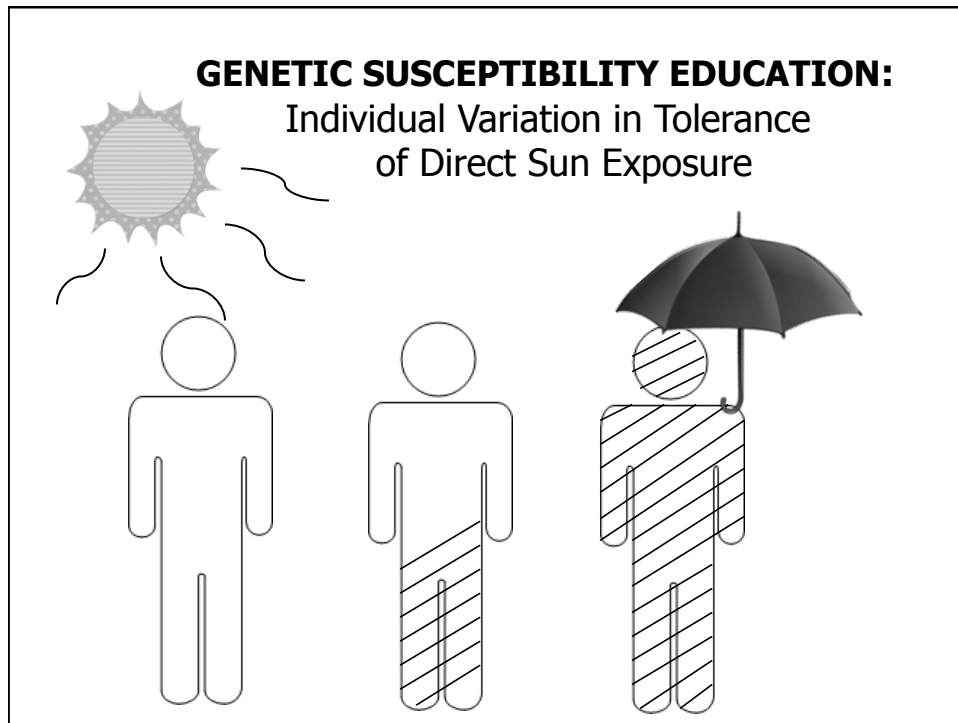 GENETIC SUSCEPTIBILITY EDUCATION:
Individual Variation in Tolerance
of Direct Sun Exposure